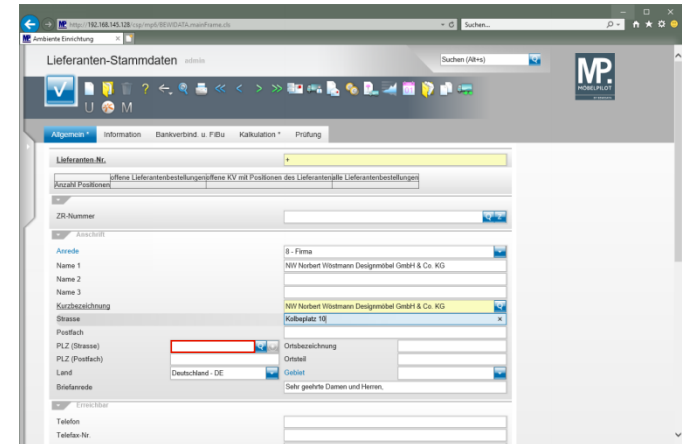 http://192.168.145.128/csp/mp6/BEWIDATA.mainFrame.cls
Suchen...
Ambiente Einrichtung
Lieferanten-Stammdaten admin
Suchen (Alt+s)
MP.
MÖBELPILOT
U M
Allgemein * Information Bankverbind. u. FiBu Kalkulation * Prüfung
Lieferanten-Nr. +
offene Lieferantenbestellungen offene KV mit Positionen des Lieferanten alle Lieferantenbestellungen
Anzahl Positionen
ZR-Nummer
Anschrift
Anrede 8 - Firma
Name 1 NW Norbert Wöstmann Designmöbel GmbH & Co. KG
Name 2
Name 3
Kurzbezeichnung NW Norbert Wöstmann Designmöbel GmbH & Co. KG
Strasse Kolbeplatz 10
Postfach
PLZ (Strasse) Ortsbezeichnung
PLZ (Postfach) Ortsteil
Land Deutschland - DE Gebiet
Briefanrede Sehr geehrte Damen und Herren,
Erreichbar
Telefon
Telefax-Nr.